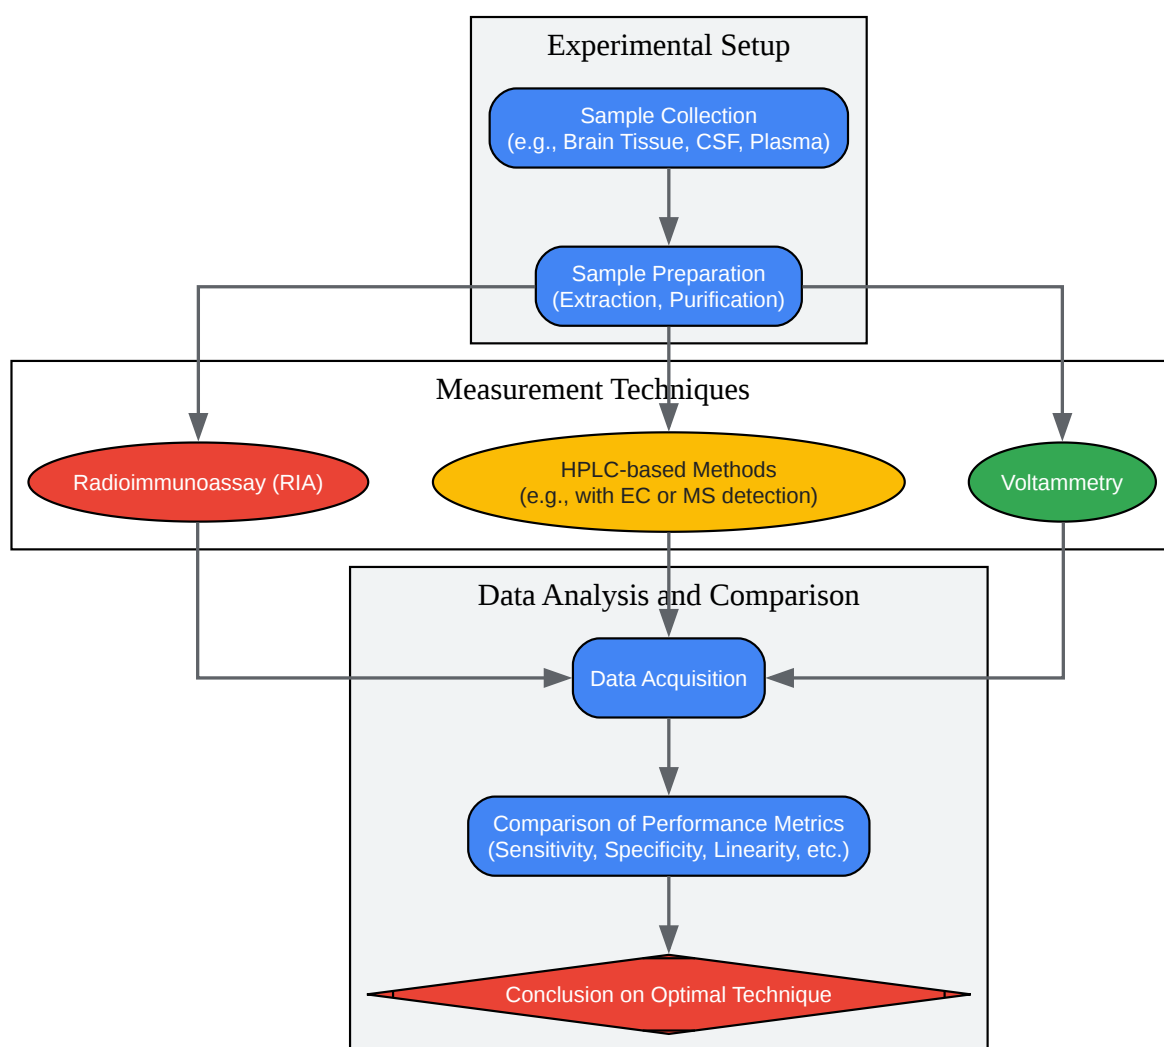 Experimental Setup
Sample Collection
(e.g., Brain Tissue, CSF, Plasma)
Sample Preparation
(Extraction, Purification)
Measurement Techniques
Radioimmunoassay (RIA)
HPLC-based Methods
(e.g., with EC or MS detection)
Voltammetry
Data Analysis and Comparison
Data Acquisition
Comparison of Performance Metrics
(Sensitivity, Specificity, Linearity, etc.)
Conclusion on Optimal Technique